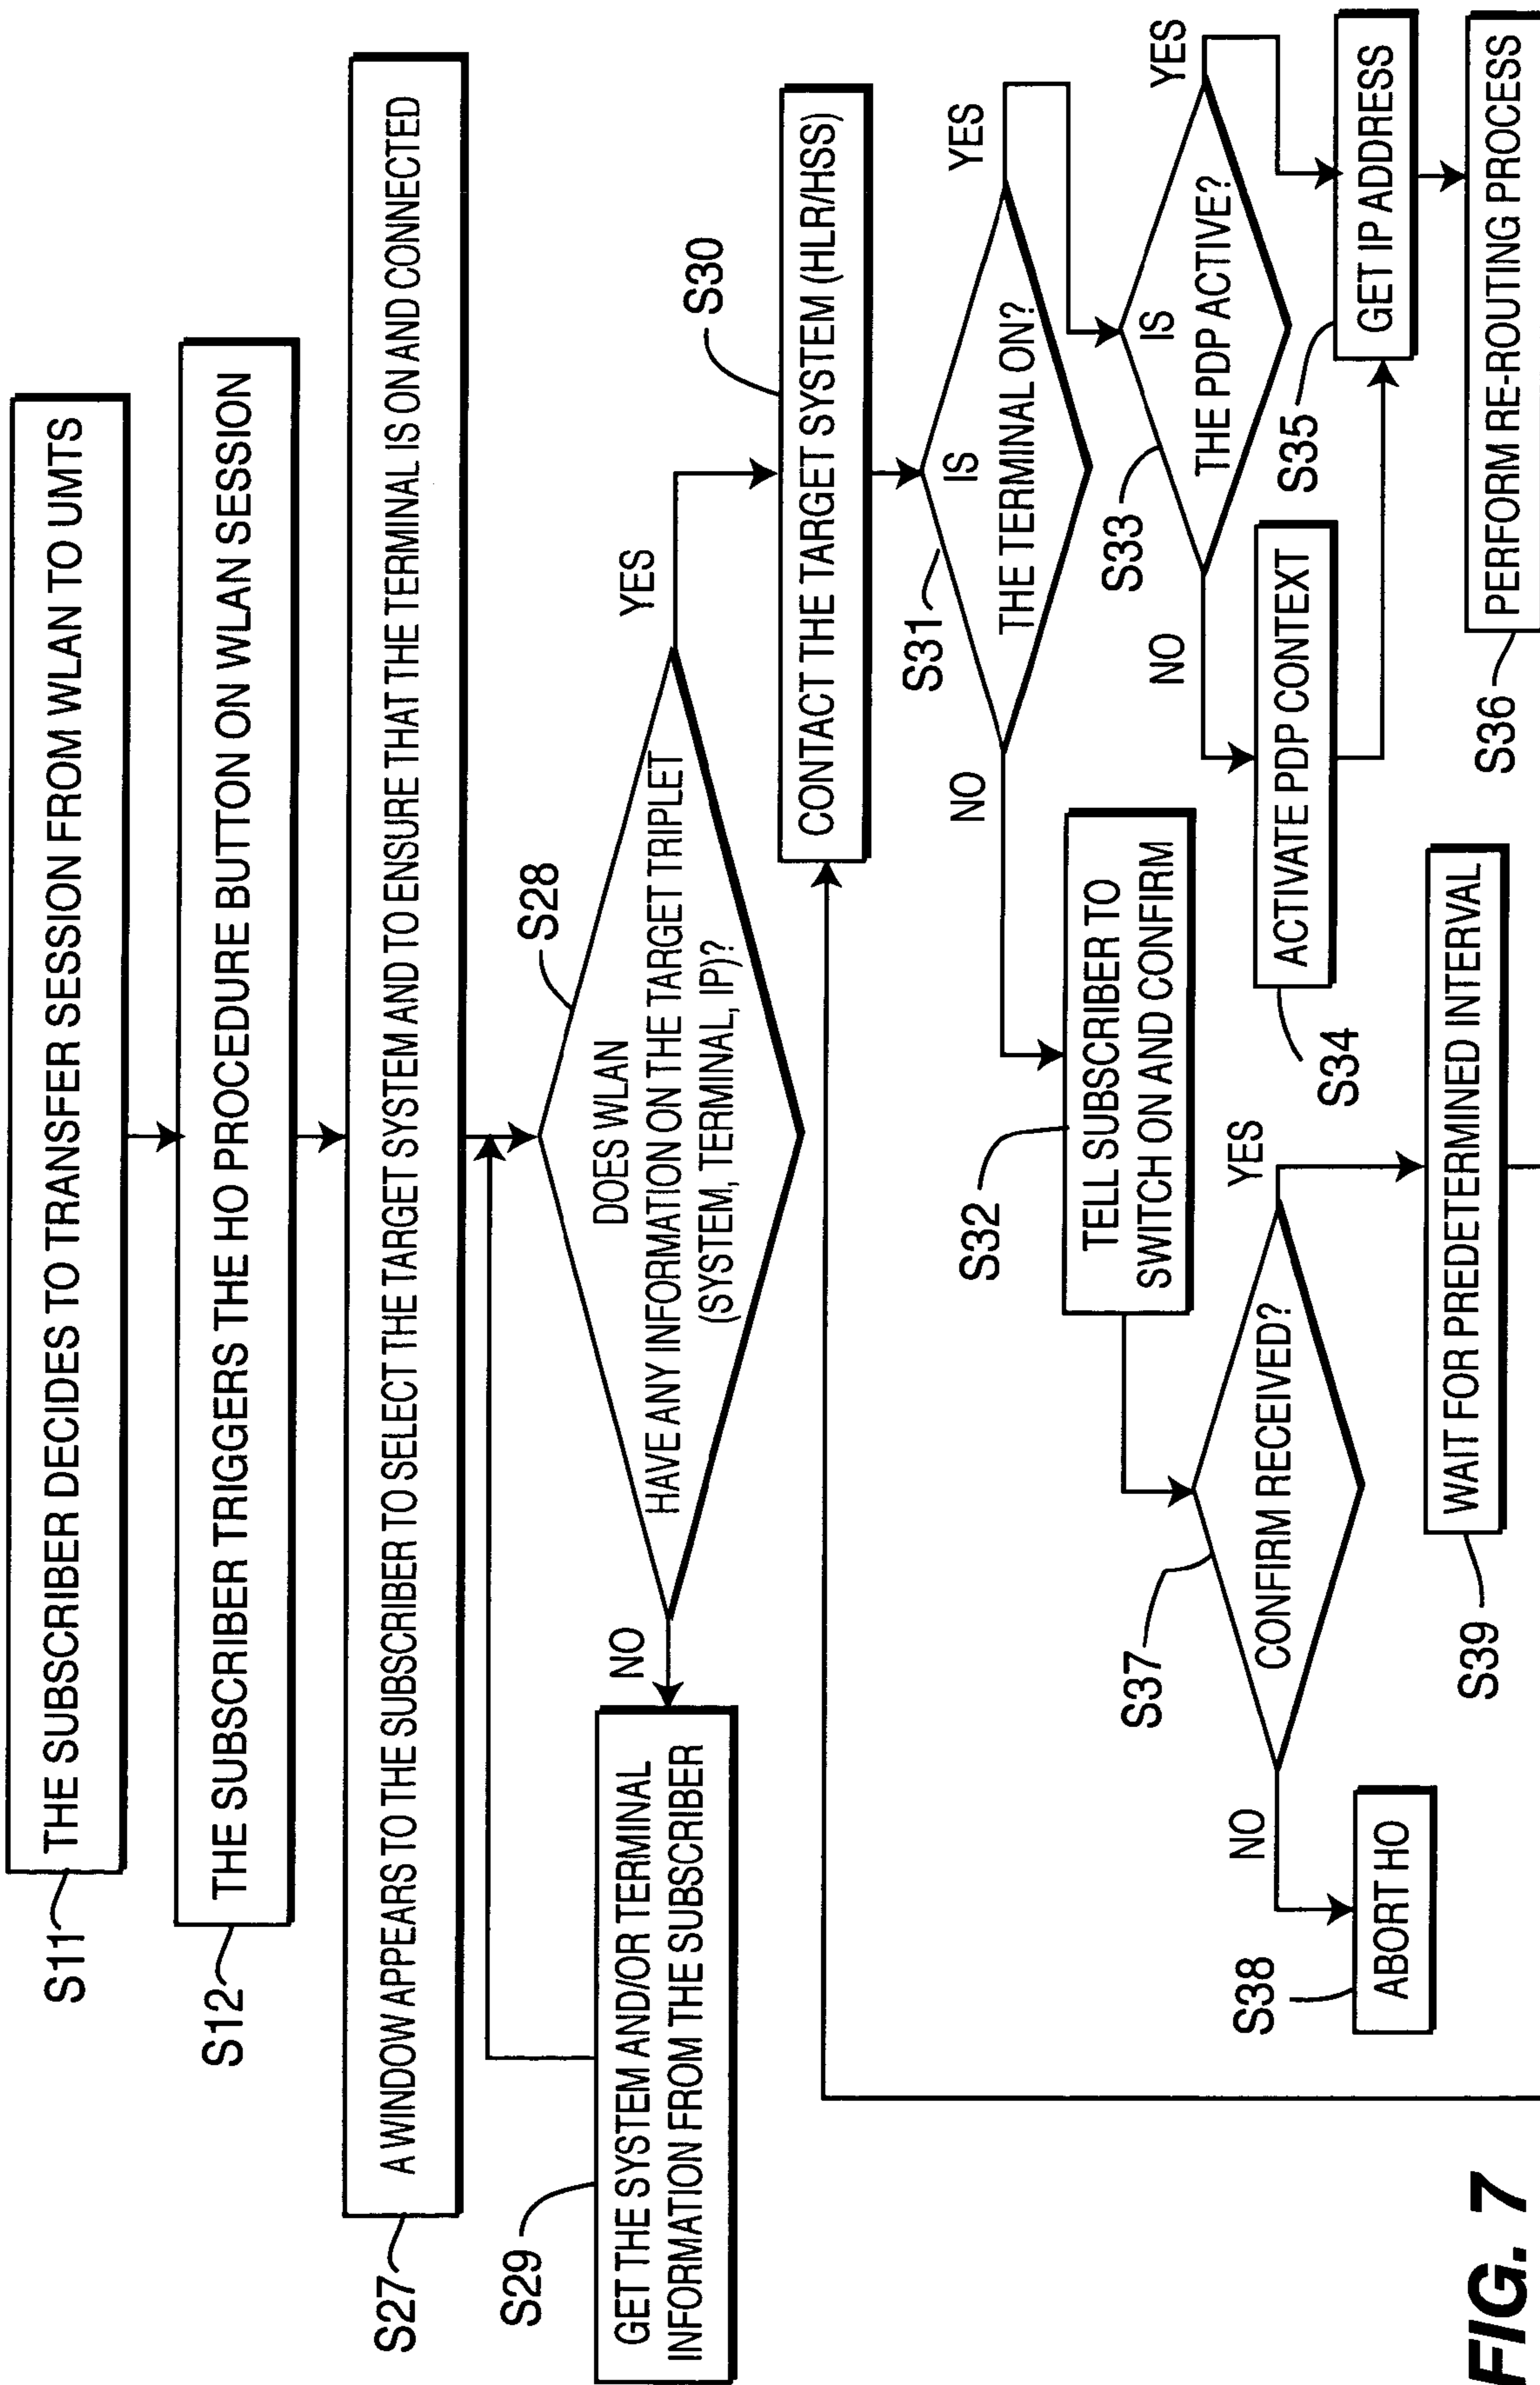 S11
THE SUBSCRIBER DECIDES TO TRANSFER SESSION FROM WLAN TO UMTS
S12
THE SUBSCRIBER TRIGGERS THE HO PROCEDURE BUTTON ON WLAN SESSION
S27
A WINDOW APPEARS TO THE SUBSCRIBER TO SELECT THE TARGET SYSTEM AND TO ENSURE THAT THE TERMINAL IS ON AND CONNECTED
S28
DOES WLAN
HAVE ANY INFORMATION ON THE TARGET TRIPLET
(SYSTEM, TERMINAL, IP)?
NO
YES
S29
GET THE SYSTEM AND/OR TERMINAL
INFORMATION FROM THE SUBSCRIBER
S30
CONTACT THE TARGET SYSTEM (HLR/HSS)
S31
IS
THE TERMINAL ON?
NO
YES
S32
TELL SUBSCRIBER TO
SWITCH ON AND CONFIRM
S33
IS
THE PDP ACTIVE?
NO
YES
S34
ACTIVATE PDP CONTEXT
S35
GET IP ADDRESS
S36
PERFORM RE-ROUTING PROCESS
S37
CONFIRM RECEIVED?
NO
YES
S38
ABORT HO
S39
WAIT FOR PREDETERMINED INTERVAL
FIG. 7